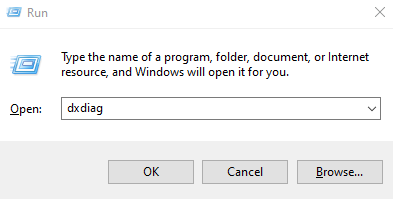 Run
Type the name of a program, folder, document, or Internet
resource, and Windows will open it for you.
Open: dxdiag
OK Cancel Browse...